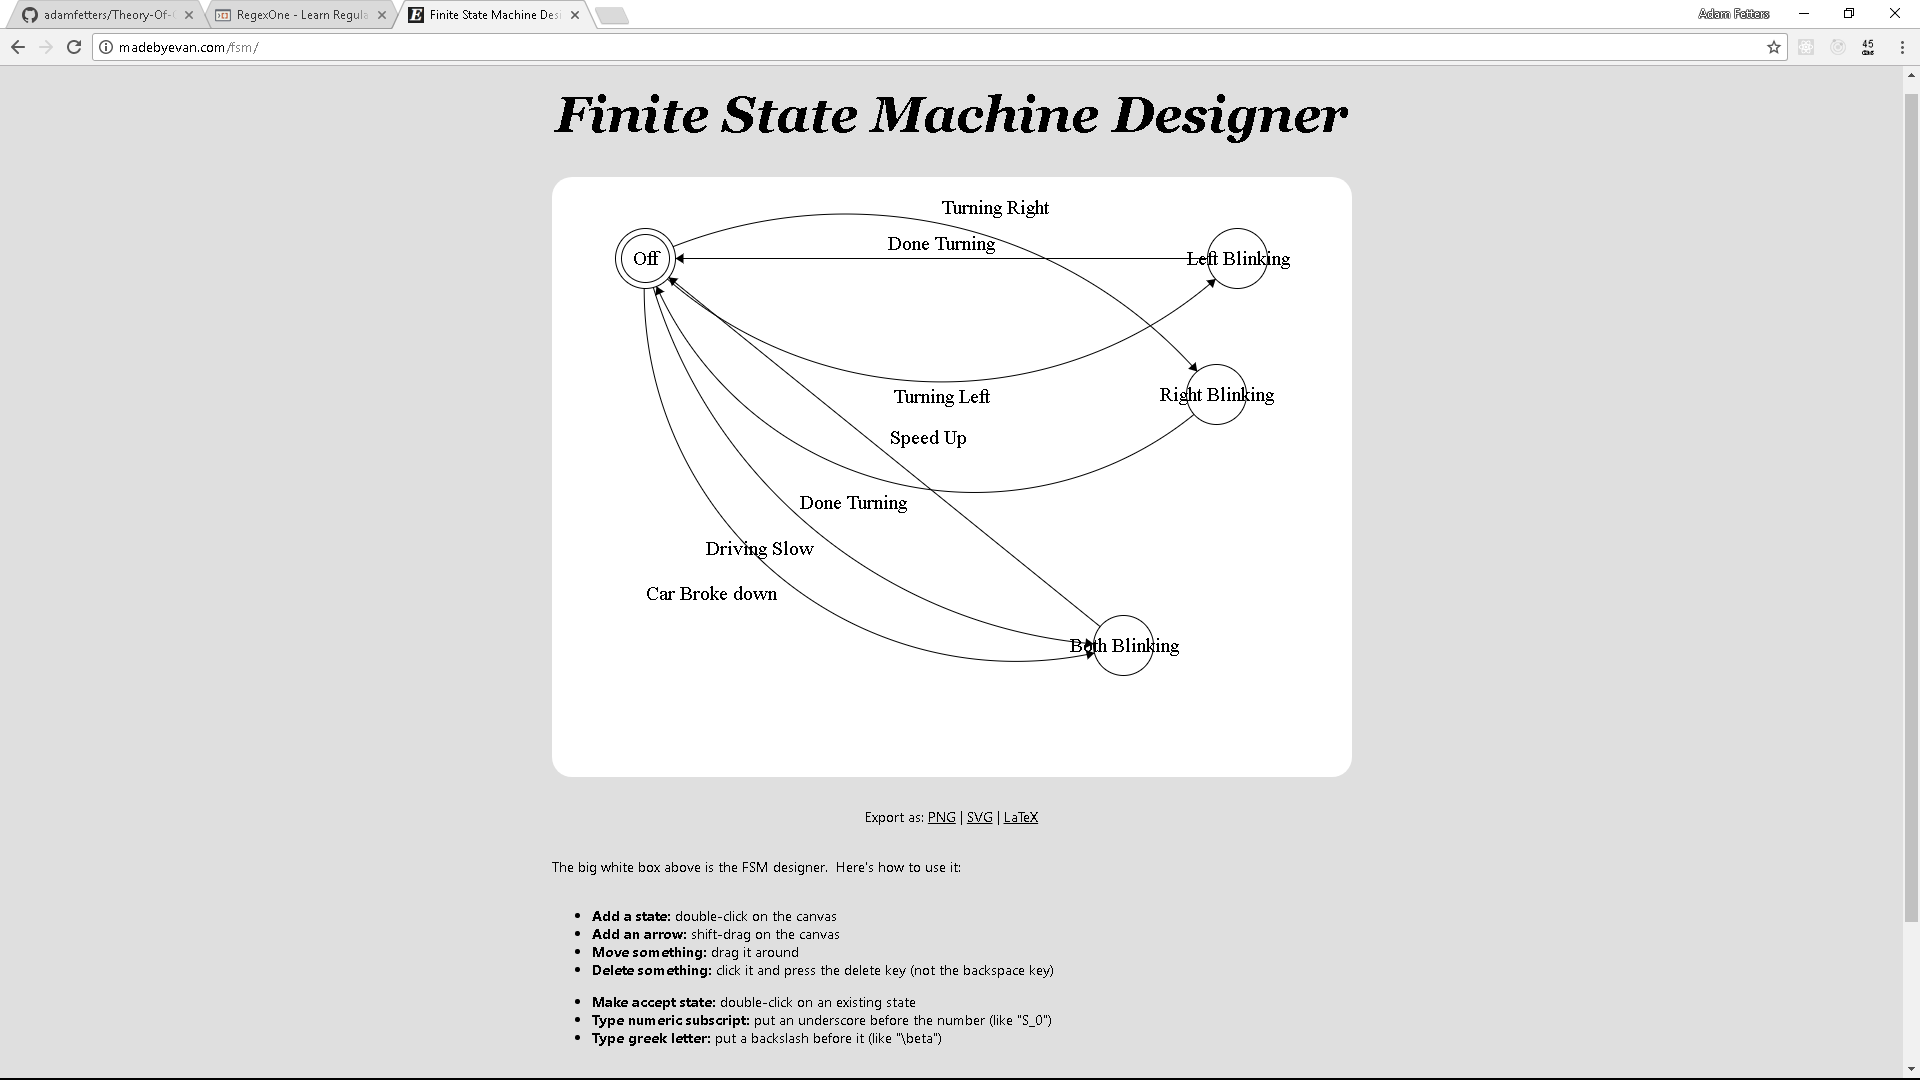 adamfetters/Theory-Of-
RegexOne - Learn Regula
Finite State Machine Desi
Adam Fetters
madebyevan.com/fsm/
45
Finite State Machine Designer
Turning Right
Done Turning
Off
Left Blinking
Turning Left
Right Blinking
Speed Up
Done Turning
Driving Slow
Car Broke down
Both Blinking
Export as: PNG | SVG | LaTeX
The big white box above is the FSM designer.  Here's how to use it:
• Add a state: double-click on the canvas
• Add an arrow: shift-drag on the canvas
• Move something: drag it around
• Delete something: click it and press the delete key (not the backspace key)
• Make accept state: double-click on an existing state
• Type numeric subscript: put an underscore before the number (like "S_0")
• Type greek letter: put a backslash before it (like "\beta")